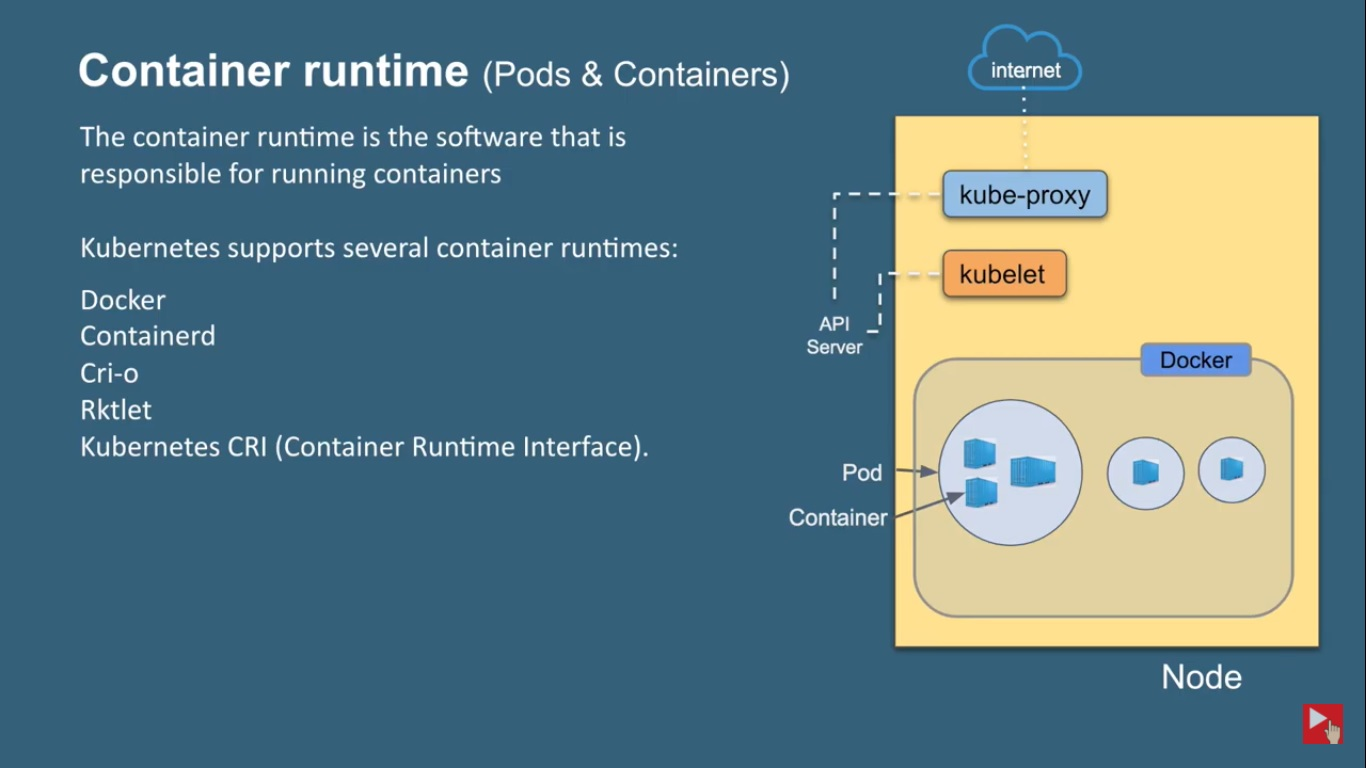 Container runtime (Pods & Containers)
The container runtime is the software that is
responsible for running containers
Kubernetes supports several container runtimes:
Docker
Containerd
Cri-o
Rktlet
Kubernetes CRI (Container Runtime Interface).
internet
kube-proxy
kubelet
API
Server
Docker
Pod
Container
Node